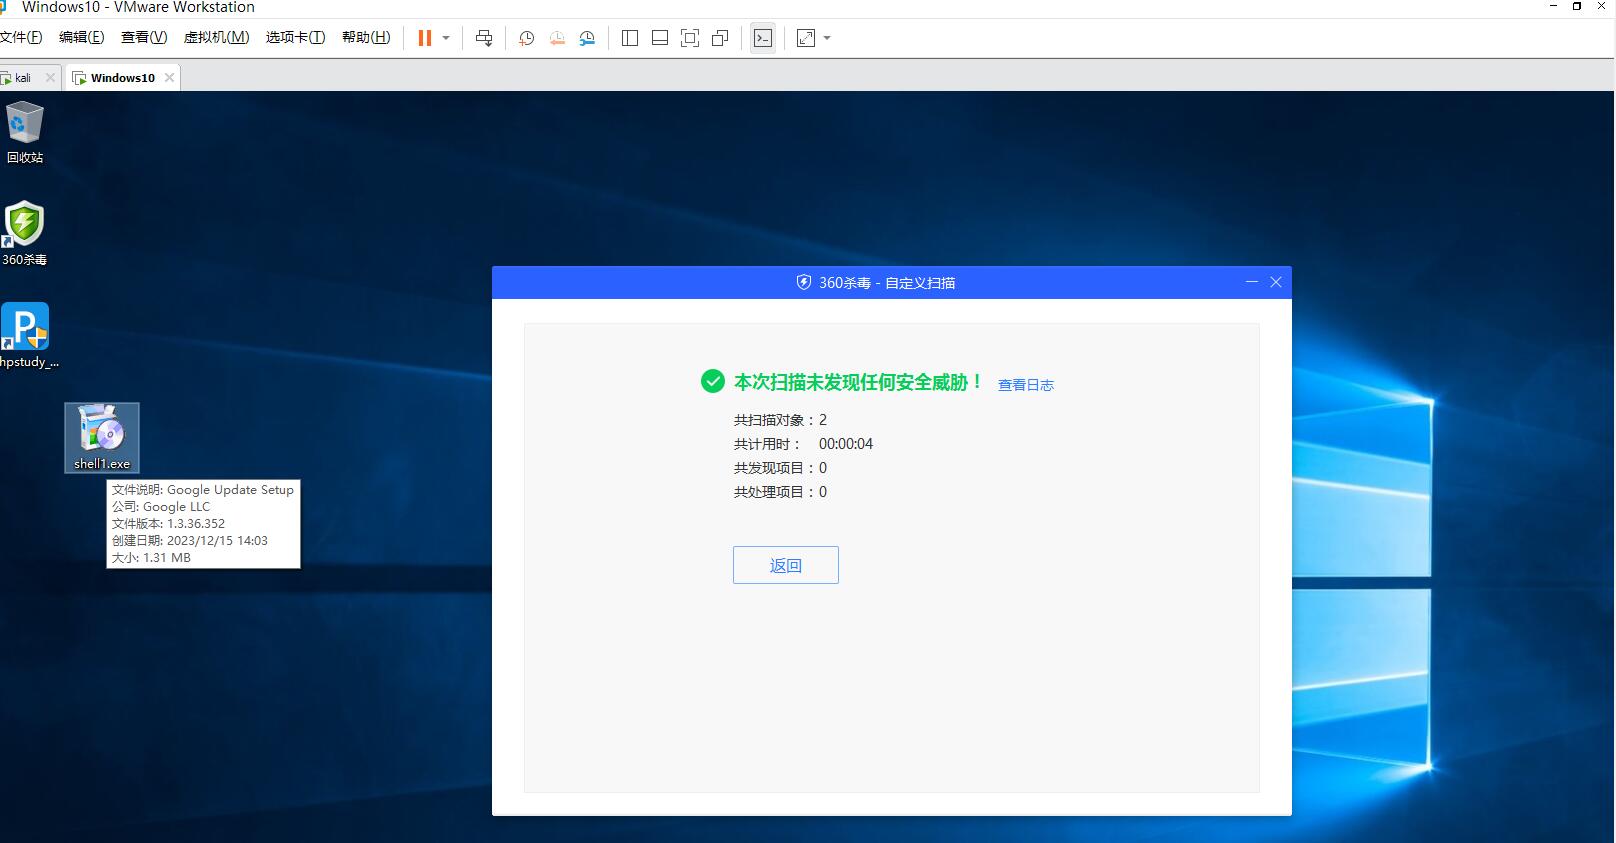 Windows10 - VMware Workstation
文件(F) 编辑(E) 查看(V) 虚拟机(M) 选项卡(T) 帮助(H)
kali Windows10
回收站
360杀毒
hpstudy_...
shell1.exe
文件说明: Google Update Setup
公司: Google LLC
文件版本: 1.3.36.352
创建日期: 2023/12/15 14:03
大小: 1.31 MB
360杀毒 - 自定义扫描
本次扫描未发现任何安全威胁！ 查看日志
共扫描对象：2
共计用时： 00:00:04
共发现项目：0
共处理项目：0
返回